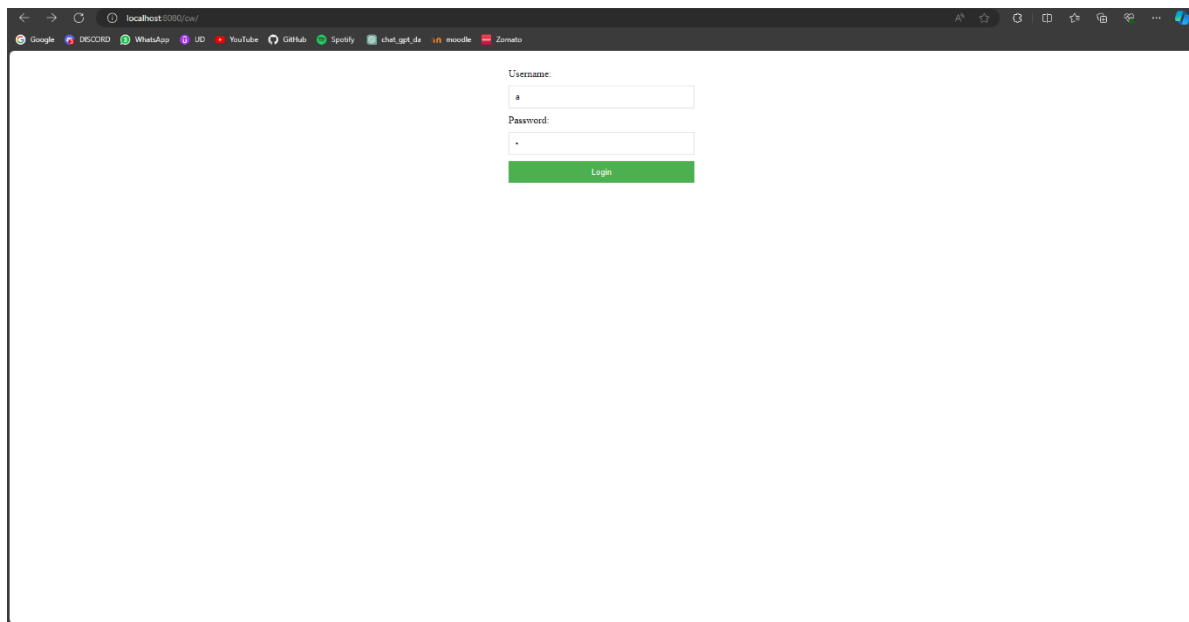 localhost:8080/cw/
Google DISCORD WhatsApp UD YouTube GitHub Spotify chat_gpt_da moodle Zomato
Username:
a
Password:
Login